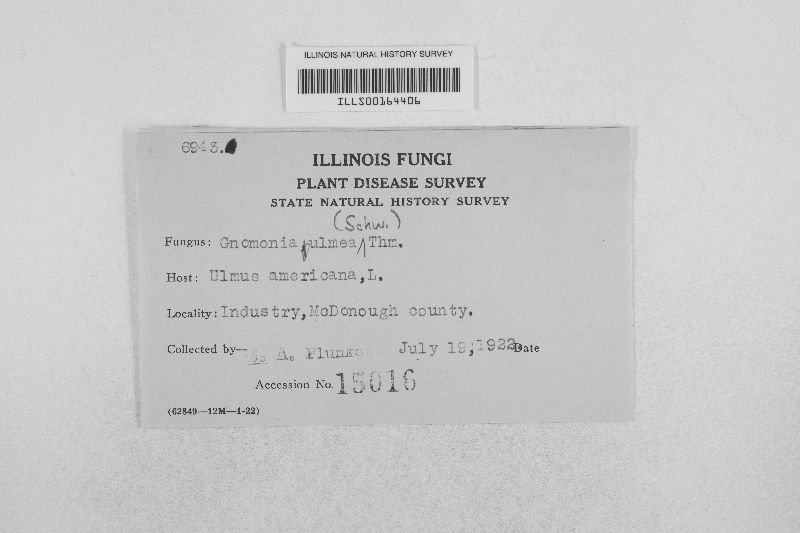 ILLINOIS NATURAL HISTORY SURVEY
ILLS00164406
6943.
ILLINOIS FUNGI
PLANT DISEASE SURVEY
STATE NATURAL HISTORY SURVEY
(Schw.)
Fungus: Gnomonia ulmea Thm.
Host: Ulmus americana, L.
Locality: Industry, McDonough county.
Collected by— A. July 19, 1922 Date
Accession No. 15016
(62849—12M—1-22)